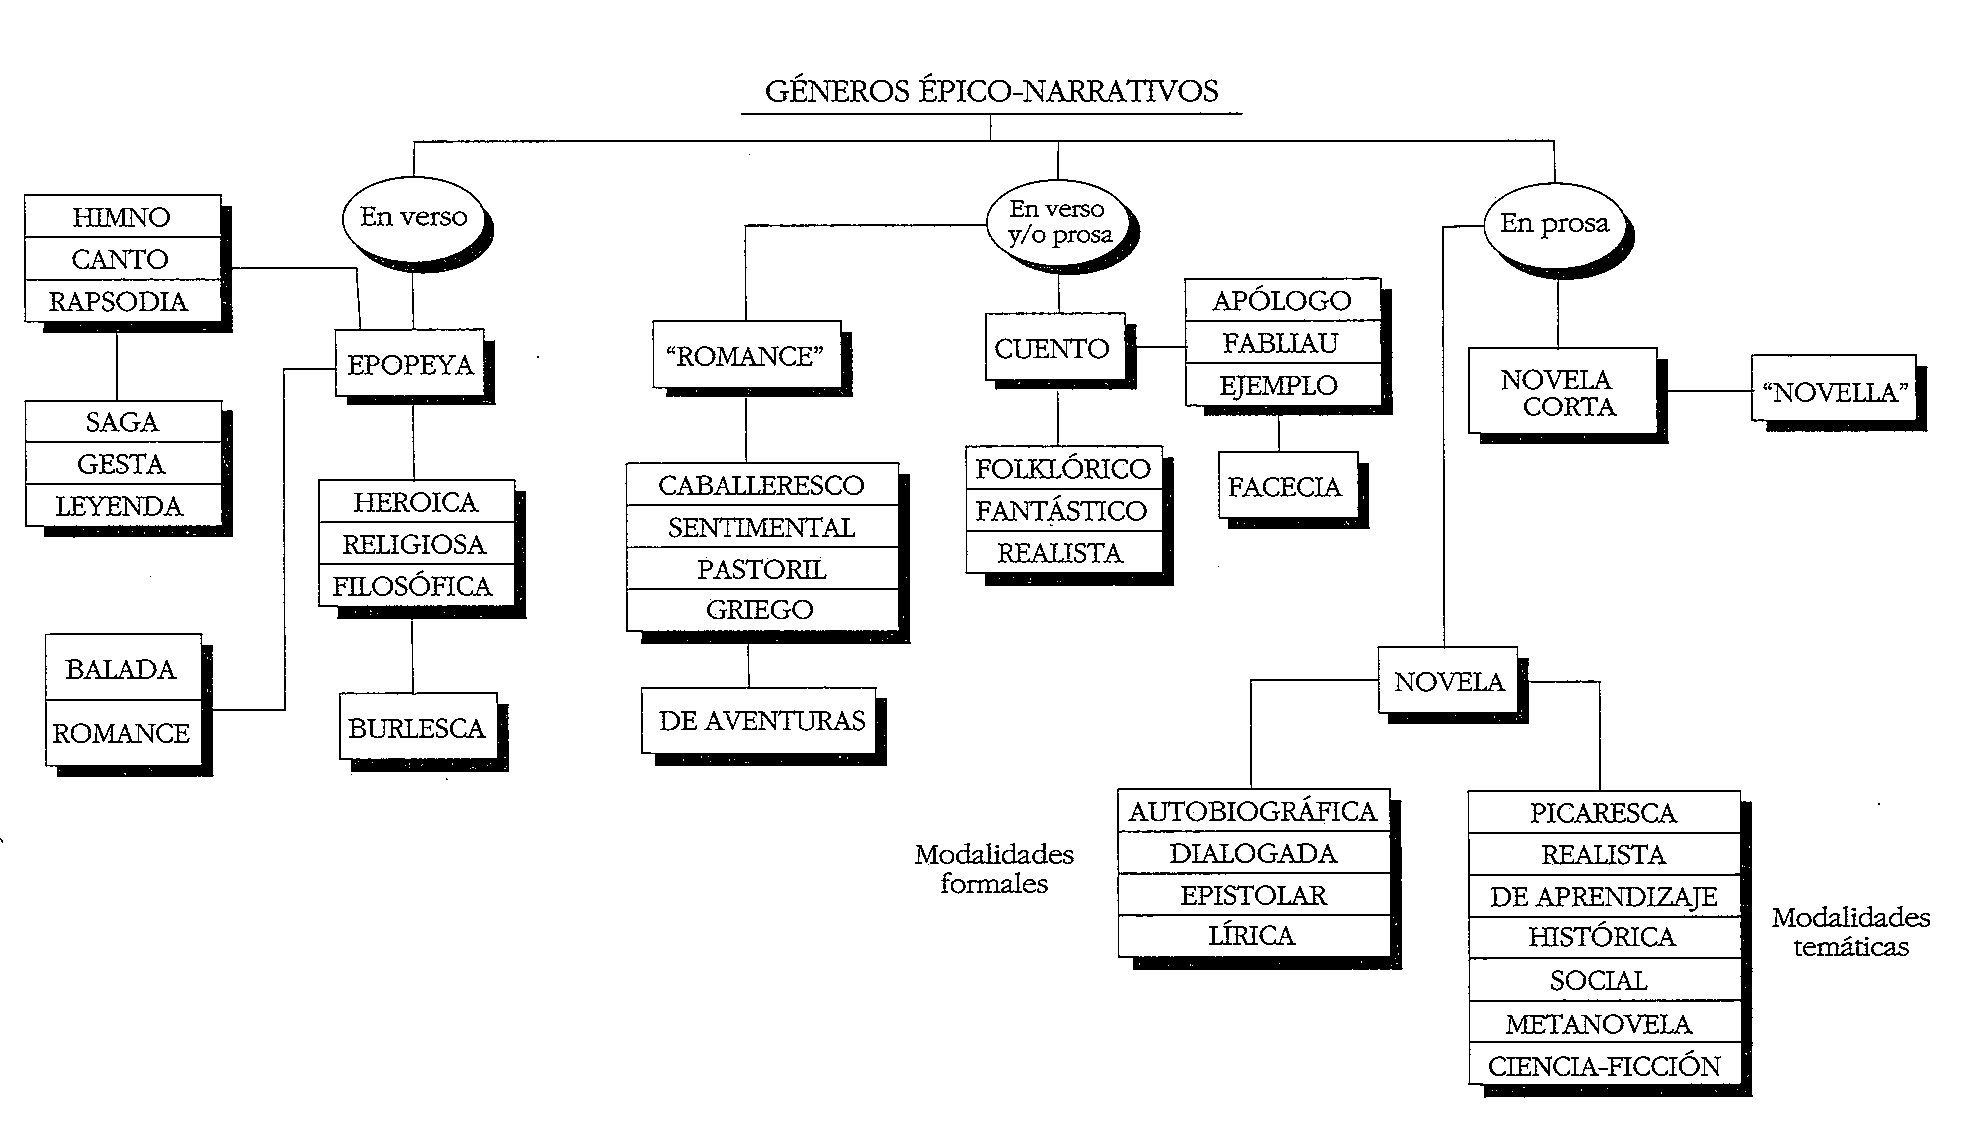 GÉNEROS ÉPICO-NARRATIVOS
En verso
HIMNO
CANTO
RAPSODIA
SAGA
GESTA
LEYENDA
EPOPEYA
HEROICA
RELIGIOSA
FILOSÓFICA
BURLESCA
BALADA
ROMANCE
En verso
y/o prosa
“ROMANCE”
CABALLERESCO
SENTIMENTAL
PASTORIL
GRIEGO
DE AVENTURAS
CUENTO
FOLKLÓRICO
FANTÁSTICO
REALISTA
APÓLOGO
FABLIAU
EJEMPLO
FACECIA
En prosa
NOVELA
CORTA
“NOVELLA”
NOVELA
Modalidades
formales
AUTOBIOGRÁFICA
DIALOGADA
EPISTOLAR
LÍRICA
PICARESCA
REALISTA
DE APRENDIZAJE
HISTÓRICA
SOCIAL
METANOVELA
CIENCIA-FICCIÓN
Modalidades
temáticas